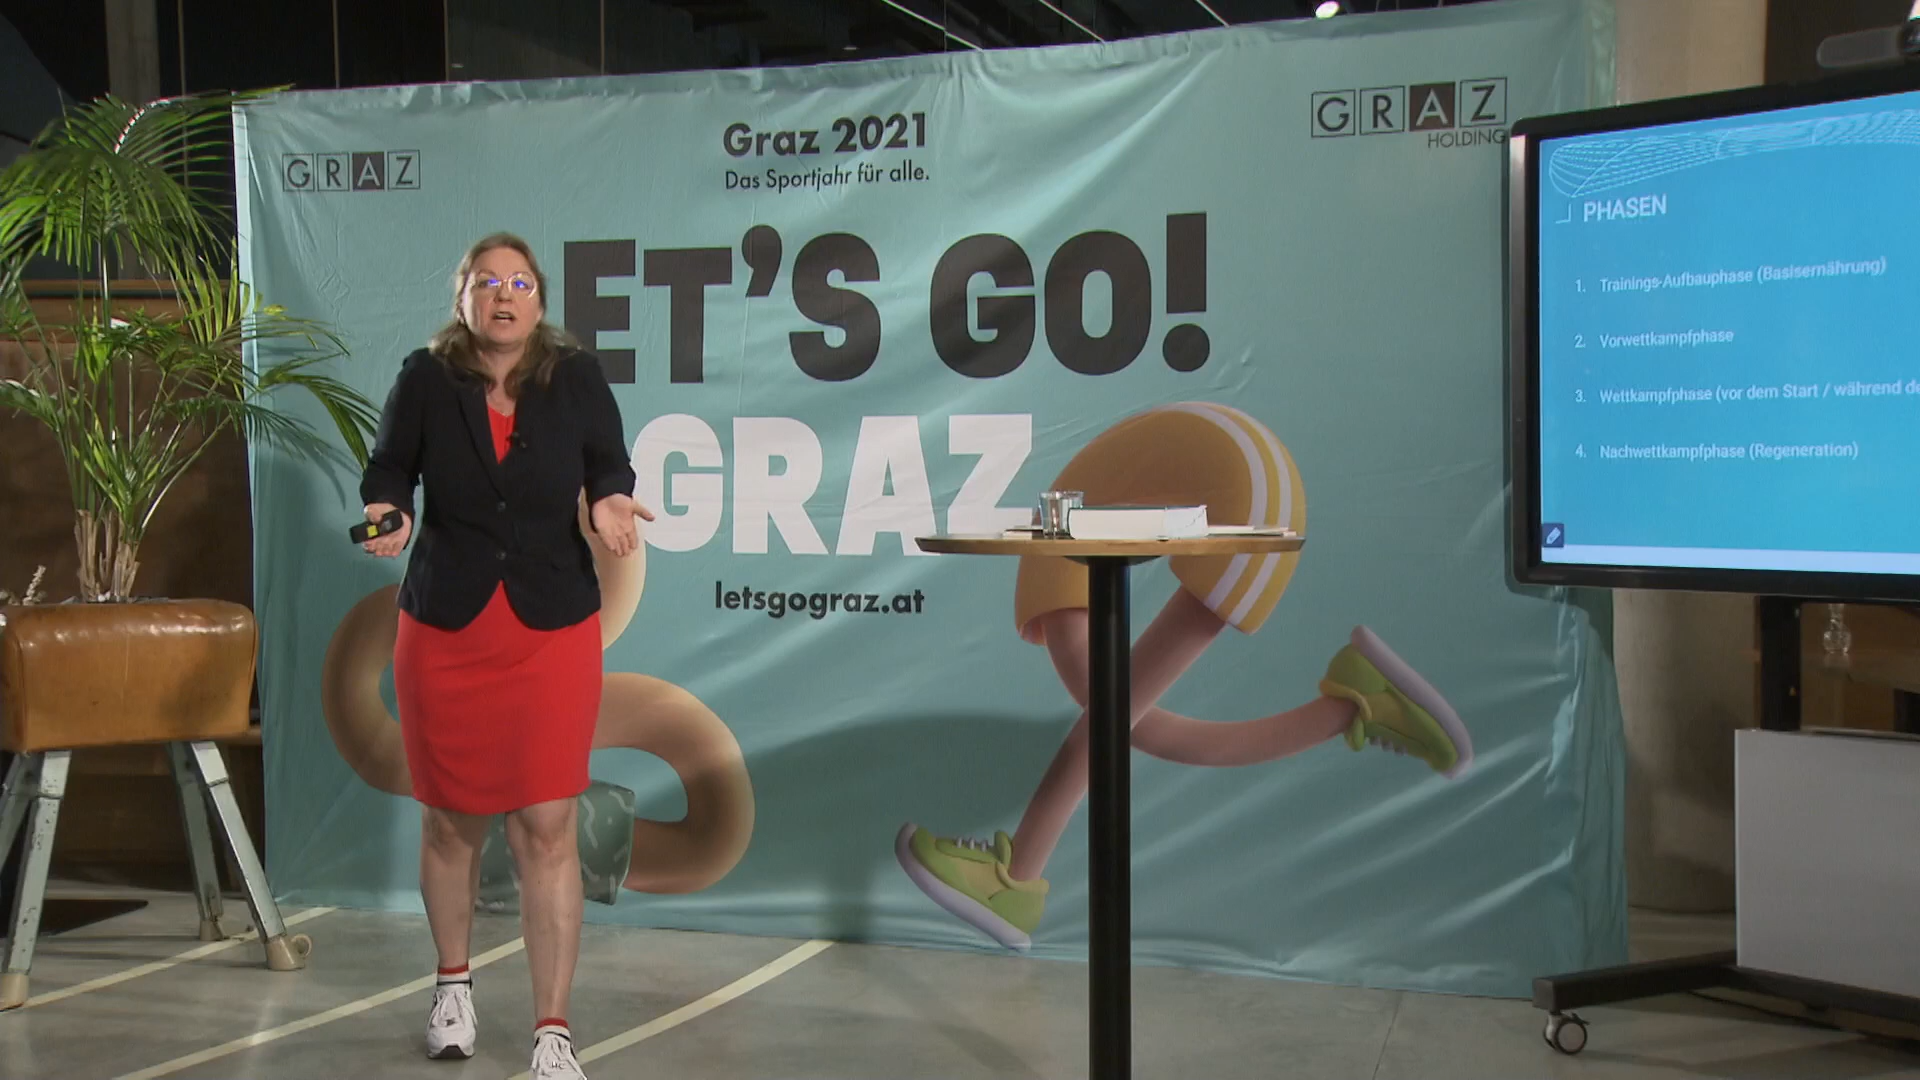 GRAZ
Graz 2021
Das Sportjahr für alle.
GRAZ
HOLDING
ET'S GO!
GRAZ
letsgograz.at
PHASEN
1. Trainings-Aufbauphase (Basisernährung)
2. Vorwettkampfphase
3. Wettkampfphase (vor dem Start / während
4. Nachwettkampfphase (Regeneration)